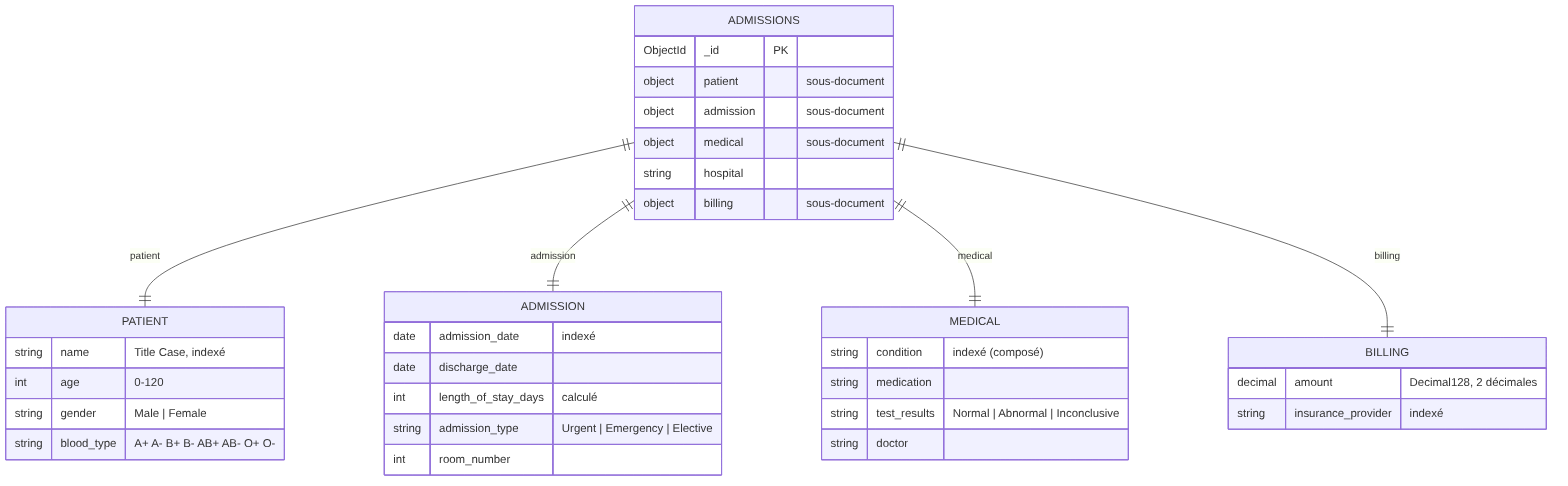 ADMISSIONS
ObjectId _id PK
object patient sous-document
object admission sous-document
object medical sous-document
string hospital
object billing sous-document
patient admission medical billing
PATIENT
string name Title Case, indexé
int age 0-120
string gender Male | Female
string blood_type A+ A- B+ B- AB+ AB- O+ O-
ADMISSION
date admission_date indexé
date discharge_date
int length_of_stay_days calculé
string admission_type Urgent | Emergency | Elective
int room_number
MEDICAL
string condition indexé (composé)
string medication
string test_results Normal | Abnormal | Inconclusive
string doctor
BILLING
decimal amount Decimal128, 2 décimales
string insurance_provider indexé